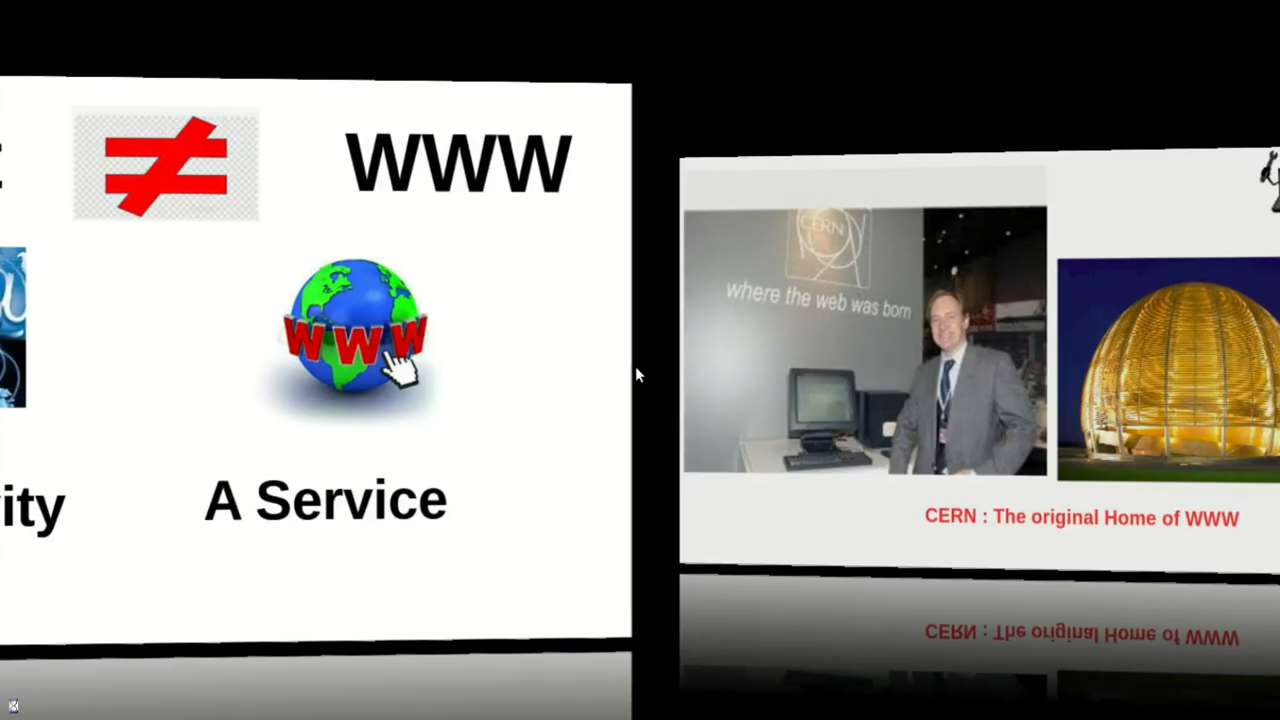 ≠ WWW
WWW
ity
A Service
CERN
where the web was born
CERN : The original Home of WWW
CERN : The original Home of WWW